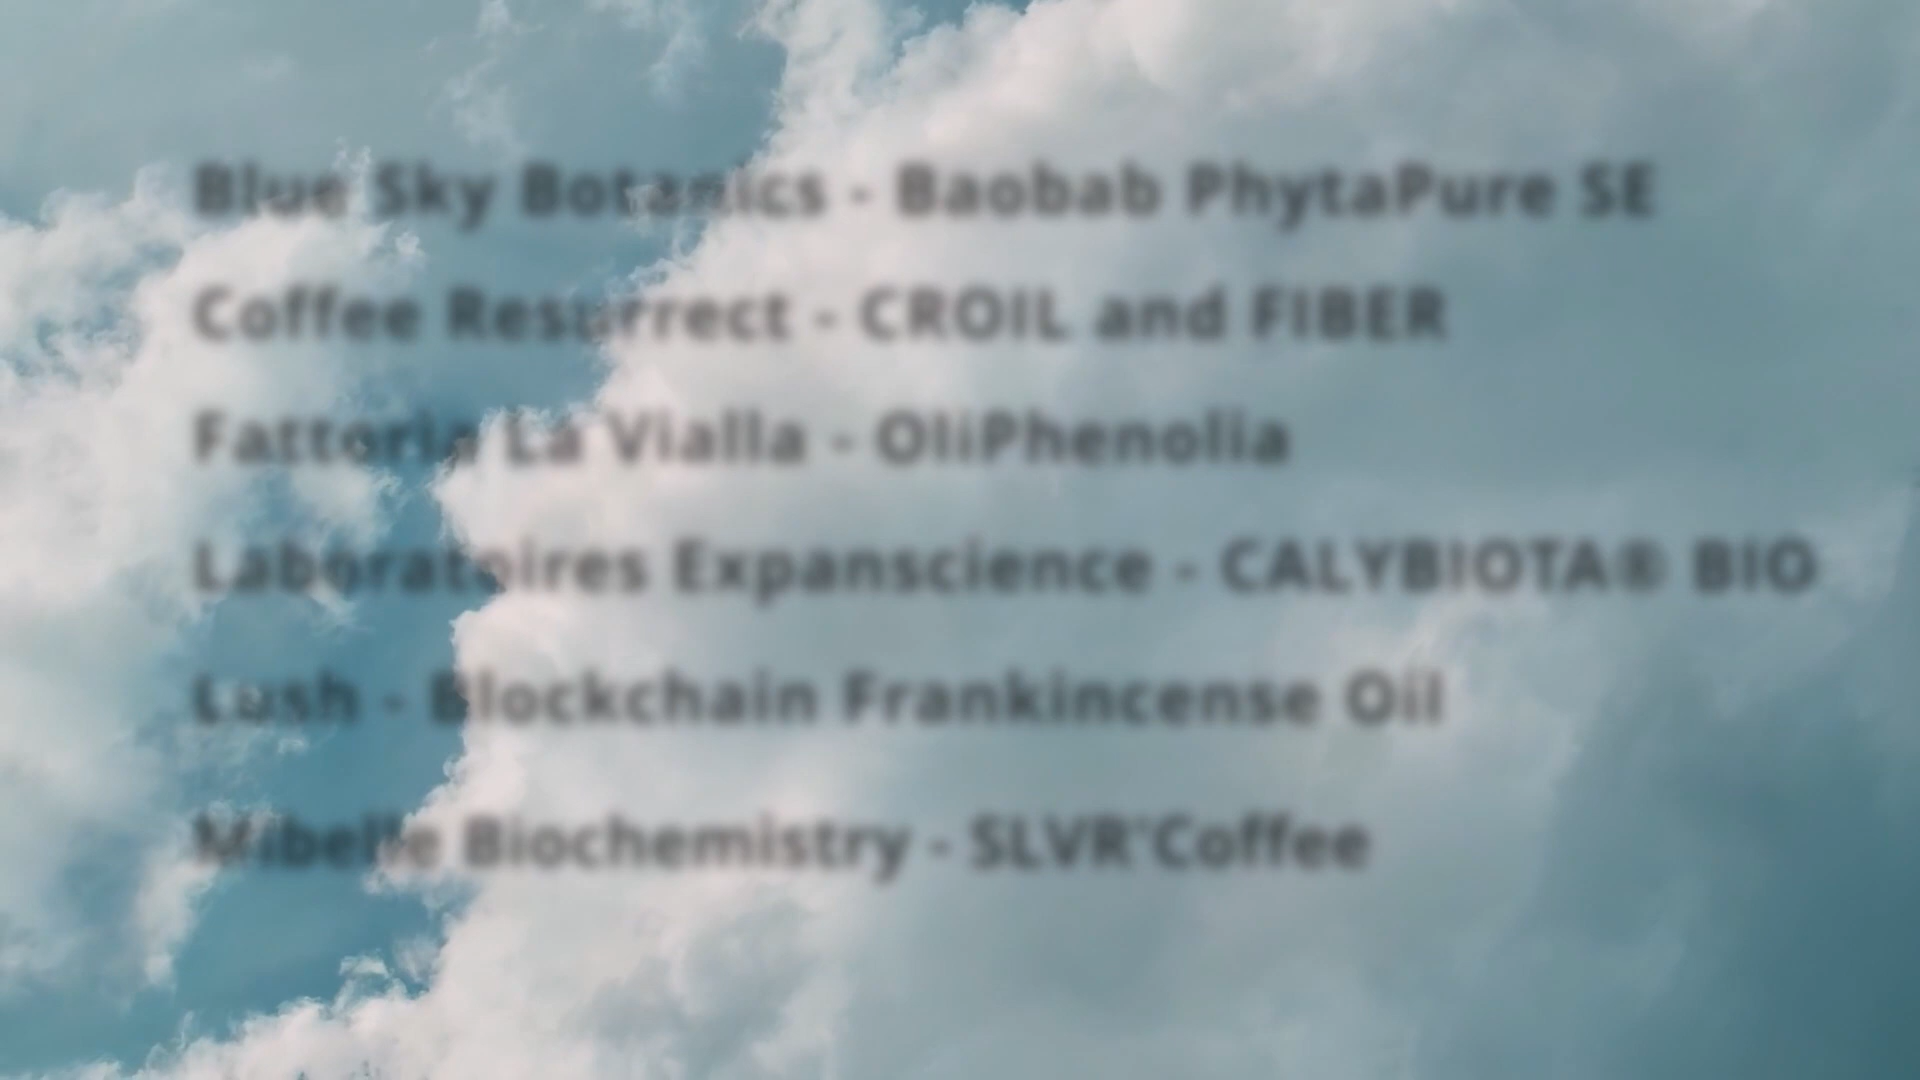 Blue Sky Botanics - Baobab PhytaPure SE
Coffee Resurrect - CROIL and FIBER
Fattoria La Vialla - OliPhenolia
Laboratoires Expanscience - CALYBIOTA® BIO
Lush - Blockchain Frankincense Oil
Mibelle Biochemistry - SLVR'Coffee